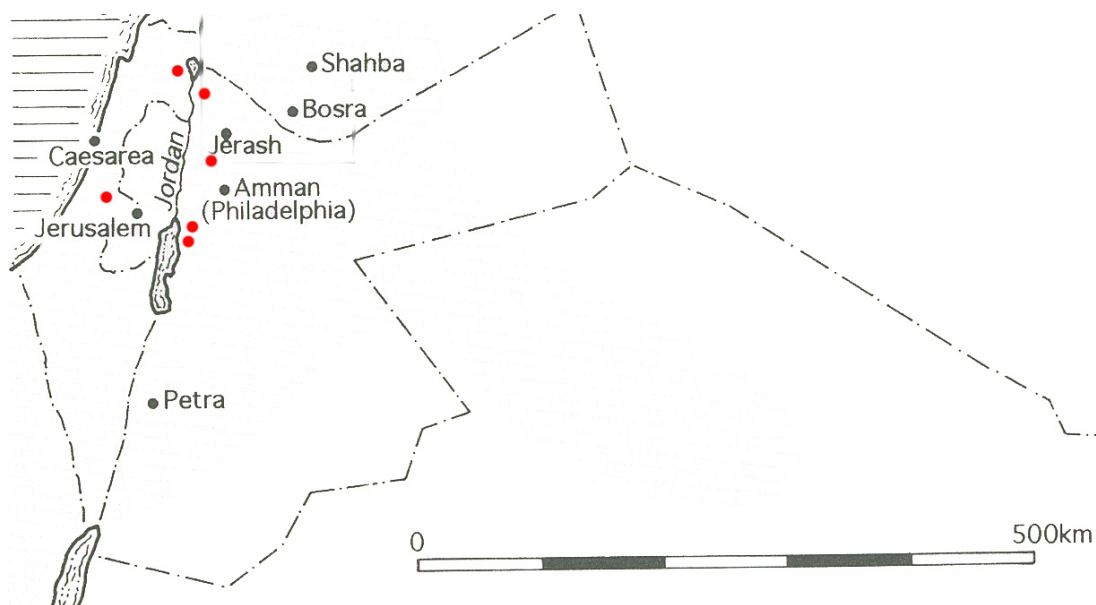 Shahba
Bosra
Jerash
Caesarea
Jordan
Amman
(Philadelphia)
Jerusalem
Petra
0
500km